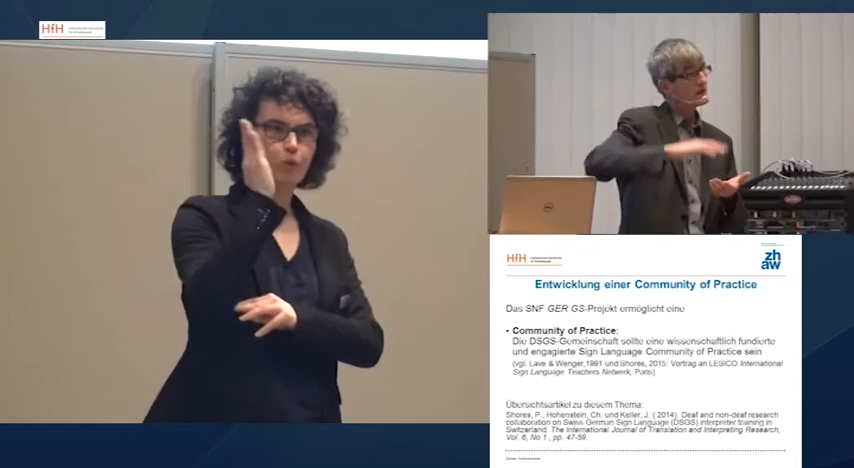 HfH
HfH
zh
aw
Entwicklung einer Community of Practice
Das SNF GER GS-Projekt ermöglicht eine
• Community of Practice:
Die DSGS-Gemeinschaft sollte eine wissenschaftlich fundierte
und engagierte Sign Language Community of Practice sein
(vgl. Lave & Wenger,1991 und Shores, 2015: Vortrag an LESICO International
Sign Language Teachers Network, Paris)
Übersichtsartikel zu diesem Thema:
Shores, P., Hohenstein, Ch. und Keller, J. ( 2014). Deaf and non-deaf research
collaboration on Swiss German Sign Language (DSGS) interpreter training in
Switzerland. The International Journal of Translation and Interpreting Research,
Vol. 6, No 1 , pp. 47-59.
DELL